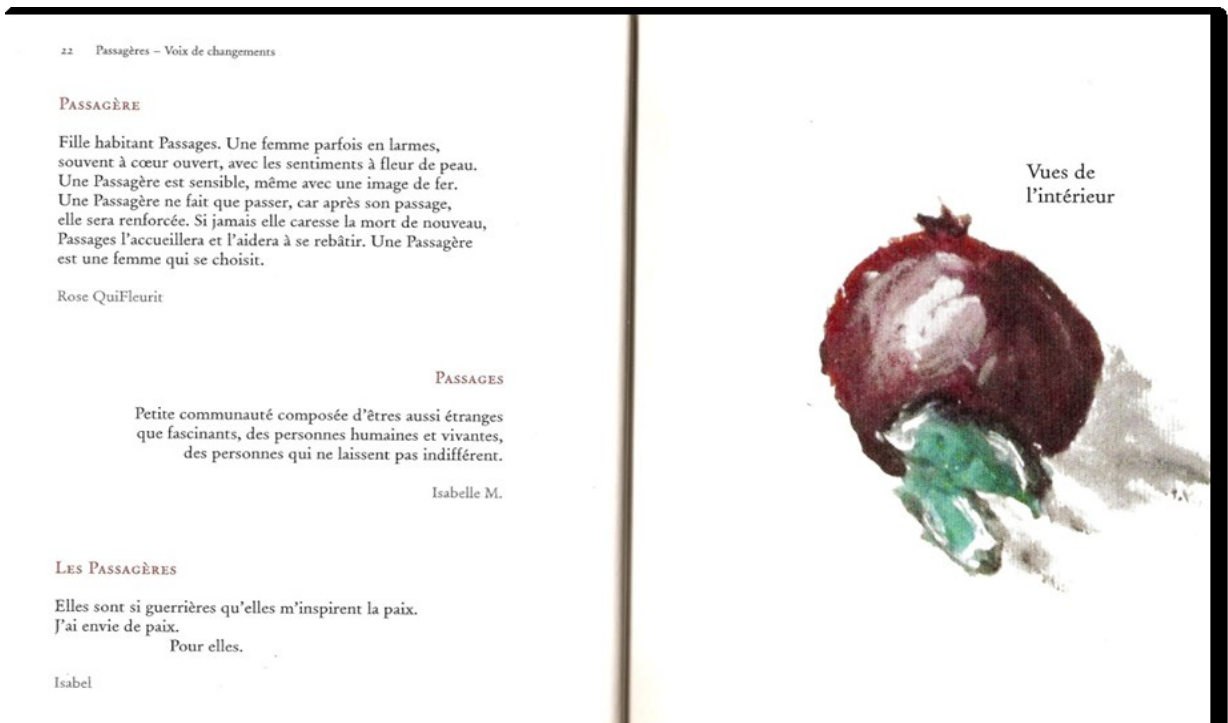 22 Passagères – Voix de changements
Passagère
Fille habitant Passages. Une femme parfois en larmes,
souvent à cœur ouvert, avec les sentiments à fleur de peau.
Une Passagère est sensible, même avec une image de fer.
Une Passagère ne fait que passer, car après son passage,
elle sera renforcée. Si jamais elle caresse la mort de nouveau,
Passages l’accueillera et l’aidera à se rebâtir. Une Passagère
est une femme qui se choisit.
Rose QuiFleurit
Passages
Petite communauté composée d’êtres aussi étranges
que fascinants, des personnes humaines et vivantes,
des personnes qui ne laissent pas indifférent.
Isabelle M.
Les Passagères
Elles sont si guerrières qu’elles m’inspirent la paix.
J’ai envie de paix.
Pour elles.
Isabel
Vues de
l’intérieur